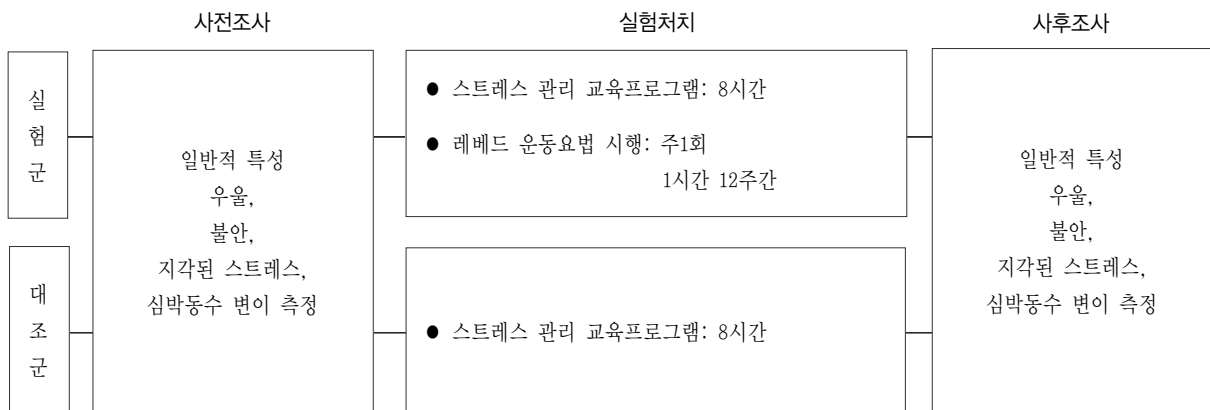 사전조사
실험처치
사후조사
실
험
군
일반적 특성
우울,
불안,
지각된 스트레스,
심박동수 변이 측정
● 스트레스 관리 교육프로그램: 8시간
● 레베드 운동요법 시행: 주1회
1시간 12주간
일반적 특성
우울,
불안,
지각된 스트레스,
심박동수 변이 측정
대
조
군
● 스트레스 관리 교육프로그램: 8시간